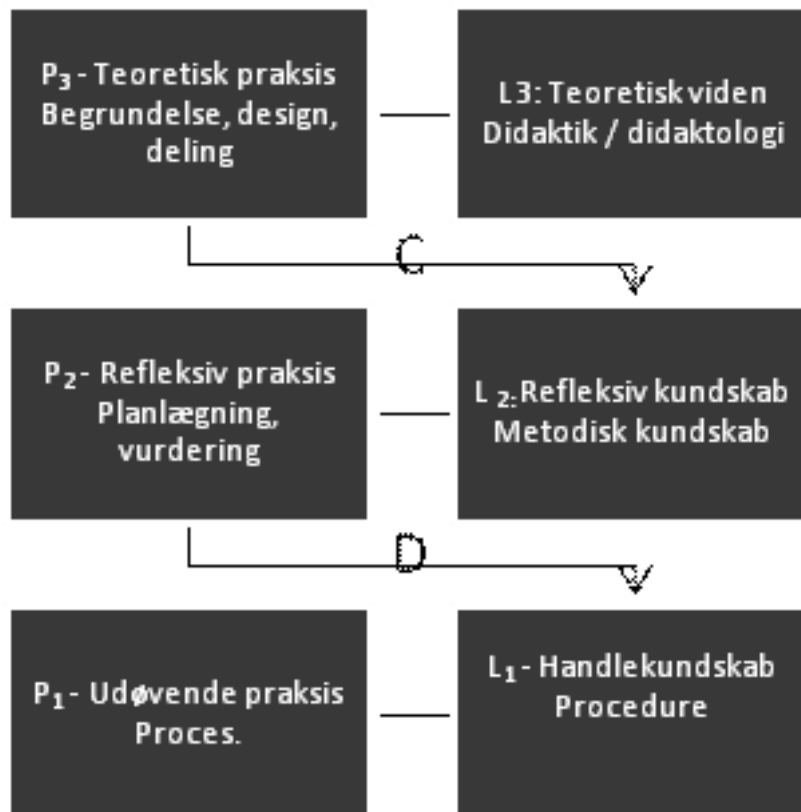 P3 - Teoretisk praksis
Begrundelse, design,
deling
L3: Teoretisk viden
Didaktik / didaktologi
C
P2 - Refleksiv praksis
Planlægning,
vurdering
L 2: Refleksiv kundskab
Metodisk kundskab
D
P1 - Udøvende praksis
Proces.
L1 - Handlekundskab
Procedure